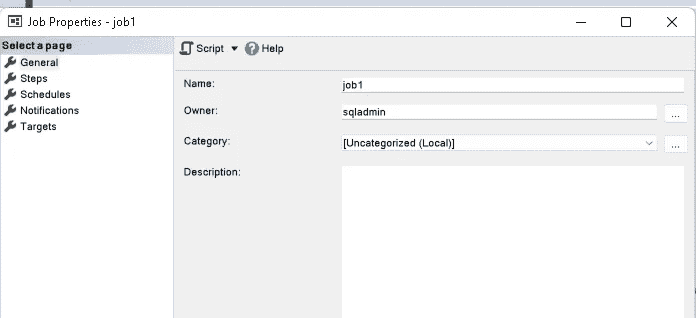 Job Properties - job1
Select a page
General
Steps
Schedules
Notifications
Targets
Script
Help
Name:
job1
Owner:
sqladmin
...
Category:
[Uncategorized (Local)]
...
Description: